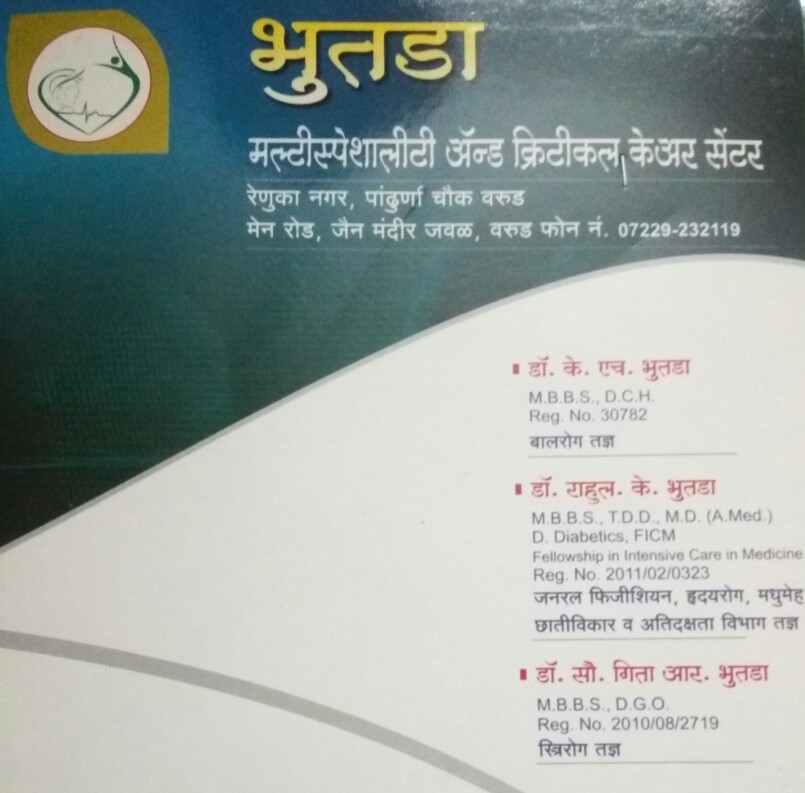 भुतडा
मल्टीस्पेशालीटी ॲन्ड क्रिटीकल केअर सेंटर
रेणुका नगर, पांढुर्णा चौक वरुड
मेन रोड, जैन मंदीर जवळ, वरुड फोन नं. 07229-232119
डॉ. के. एच. भुतडा
M.B.B.S., D.C.H.
Reg. No. 30782
बालरोग तज्ञ
डॉ. राहुल. के. भुतडा
M.B.B.S., T.D.D., M.D. (A.Med.)
D. Diabetics, FICM
Fellowship in Intensive Care in Medicine
Reg. No. 2011/02/0323
जनरल फिजीशियन, हृदयरोग, मधुमेह
छातीविकार व अतिदक्षता विभाग तज्ञ
डॉ. सौ. गिता आर. भुतडा
M.B.B.S., D.G.O.
Reg. No. 2010/08/2719
स्त्रिरोग तज्ञ